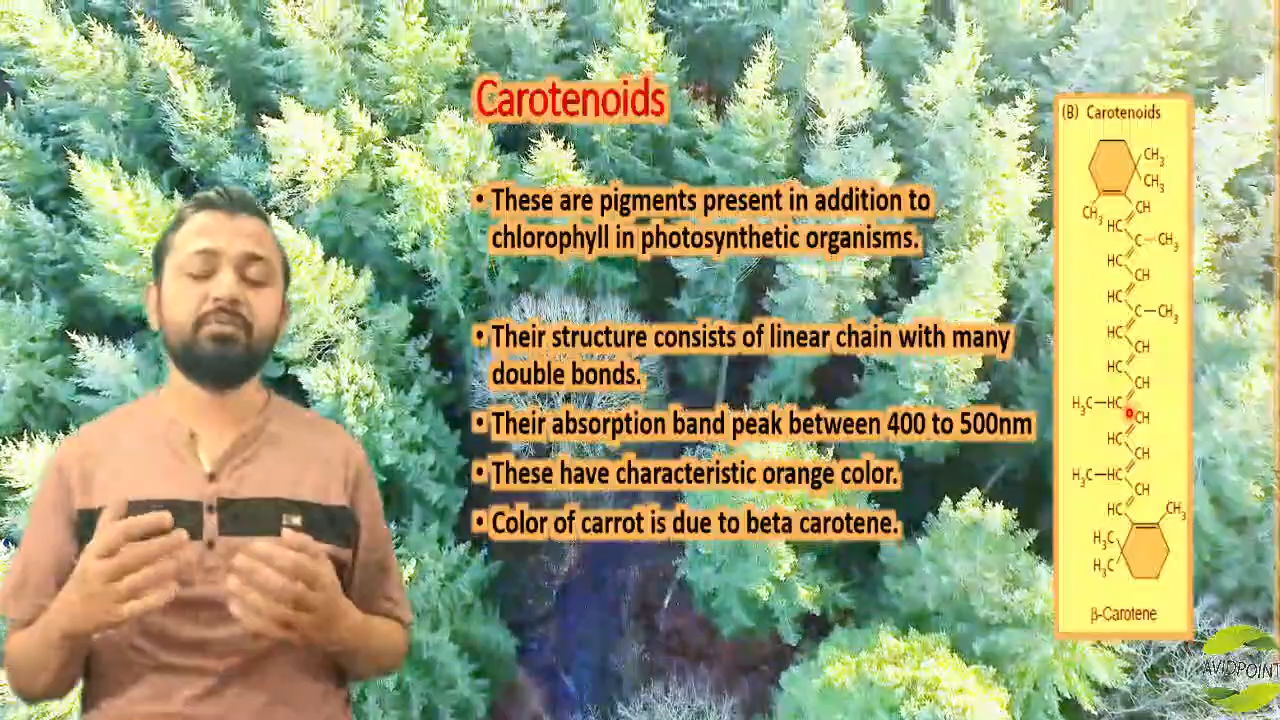 Carotenoids
• These are pigments present in addition to
chlorophyll in photosynthetic organisms.
• Their structure consists of linear chain with many
double bonds.
• Their absorption band peak between 400 to 500nm
• These have characteristic orange color.
• Color of carrot is due to beta carotene.
(B) Carotenoids
CH₃
CH₃
CH₃
CH
HC
C—CH₃
HC
CH
HC
C—CH₃
HC
CH
HC
CH
H₃C—HC
CH
HC
CH
H₃C—HC
CH
HC
CH₃
H₃C
H₃C
β-Carotene
AVIDPOINT